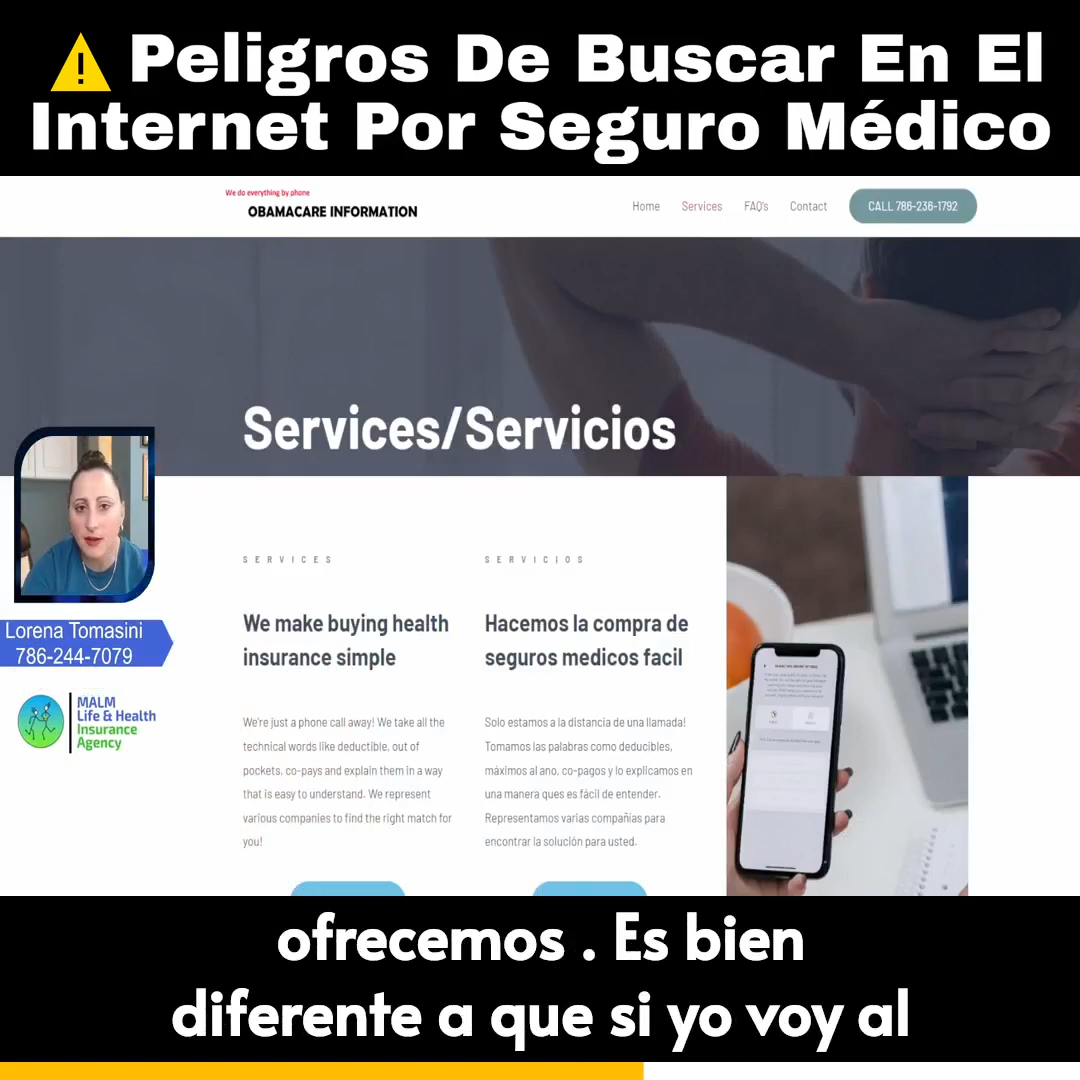 ⚠ Peligros De Buscar En El
Internet Por Seguro Médico
We do everything by phone
OBAMACARE INFORMATION
Home
Services
FAQ's
Contact
CALL 786-236-1792
Services/Servicios
Lorena Tomasini
786-244-7079
MALM
Life & Health
Insurance
Agency
SERVICES
We make buying health
insurance simple
We're just a phone call away! We take all the
technical words like deductible, out of
pockets, co-pays and explain them in a way
that is easy to understand. We represent
various companies to find the right match for
you!
SERVICIOS
Hacemos la compra de
seguros medicos facil
Solo estamos a la distancia de una llamada!
Tomamos las palabras como deducibles,
máximos al ano, co-pagos y lo explicamos en
una manera ques es fácil de entender.
Representamos varias compañías para
encontrar la solución para usted.
ofrecemos . Es bien
diferente a que si yo voy al